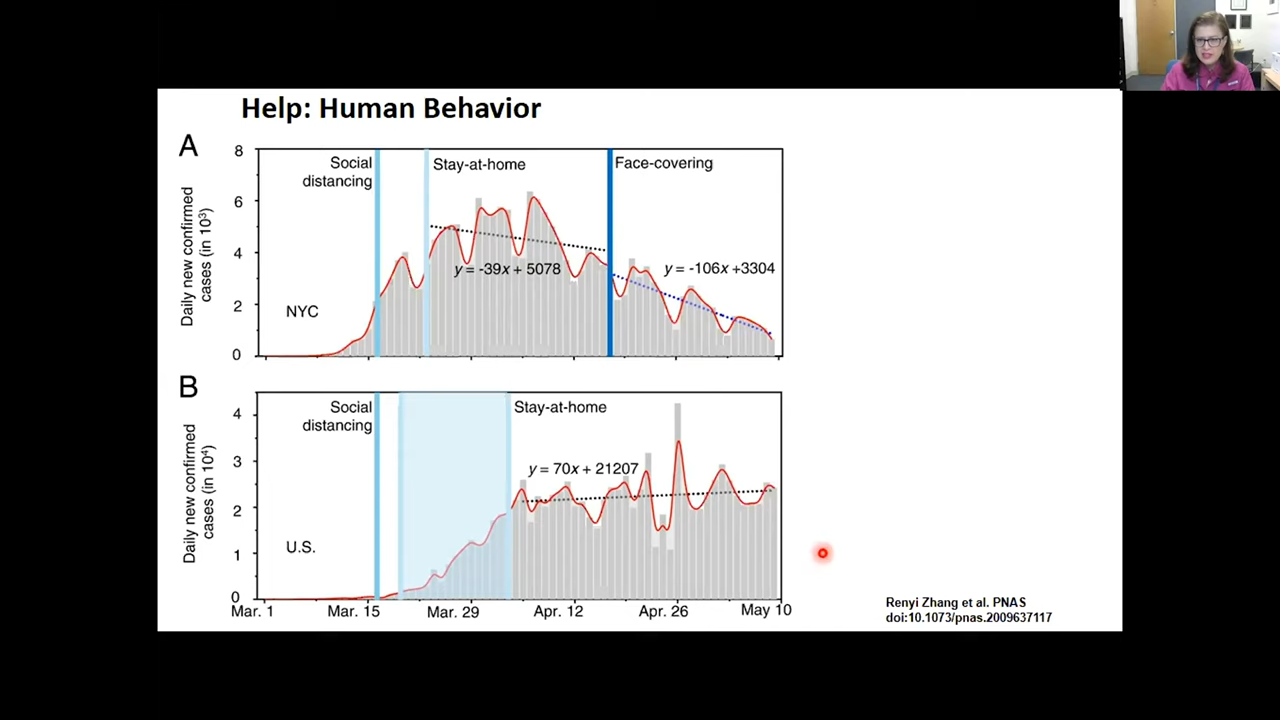 Help: Human Behavior
A
8
6
4
2
0
Daily new confirmed
cases (in 10³)
Social
distancing
Stay-at-home
Face-covering
y = -39x + 5078
y = -106x +3304
NYC
B
4
3
2
1
0
Daily new confirmed
cases (in 10⁴)
Social
distancing
Stay-at-home
y = 70x + 21207
U.S.
Mar. 1 Mar. 15 Mar. 29 Apr. 12 Apr. 26 May 10
Renyi Zhang et al. PNAS
doi:10.1073/pnas.2009637117